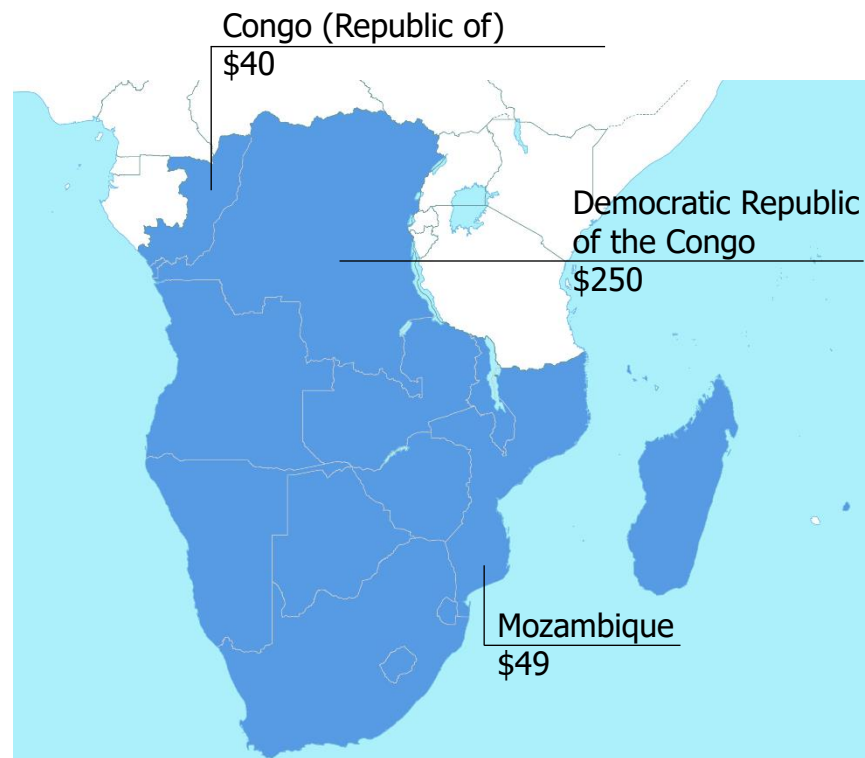 Congo (Republic of)
$40
Democratic Republic
of the Congo
$250
Mozambique
$49